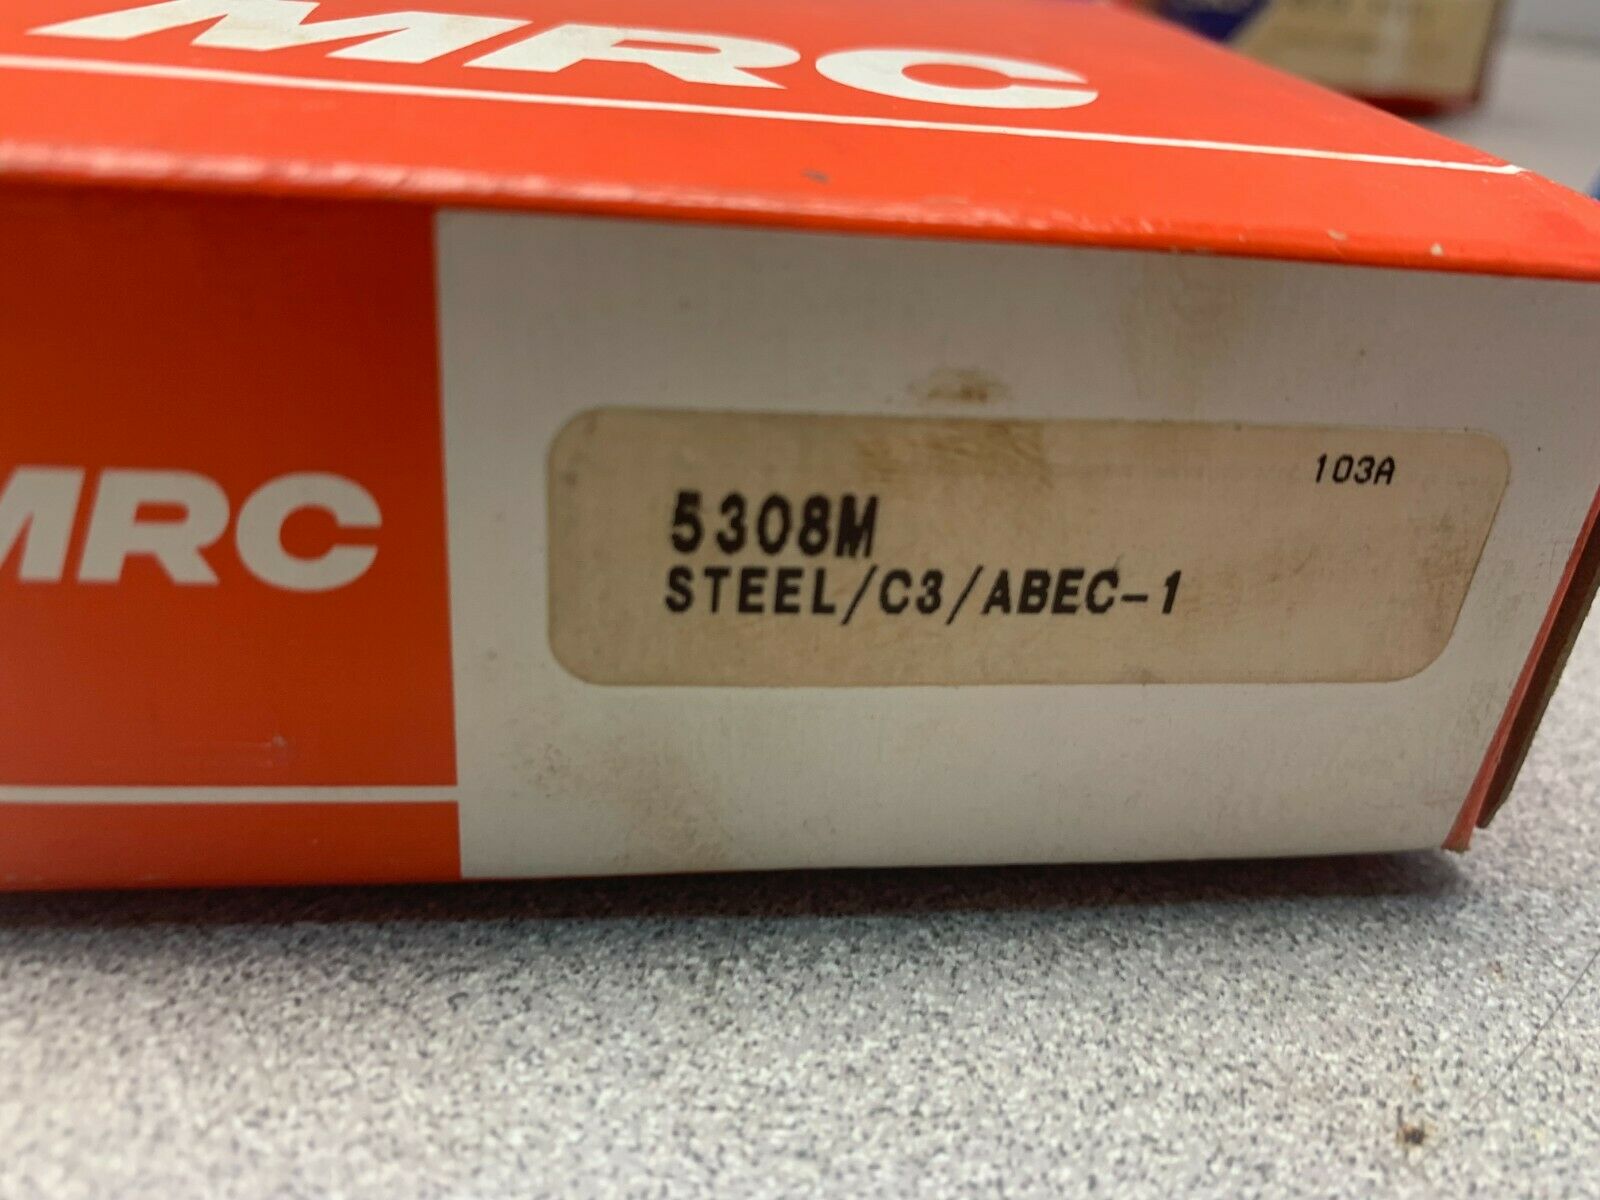 MRC
MRC
103A
5308M
STEEL/C3/ABEC-1